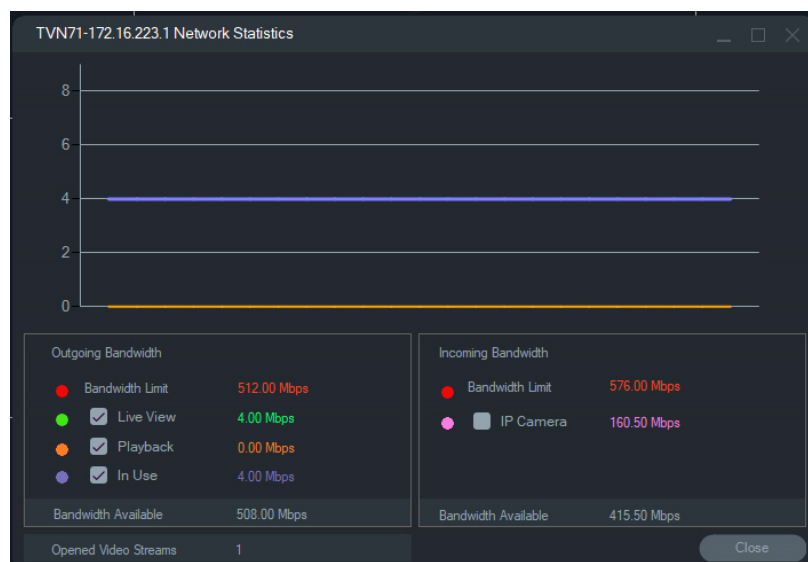 TVN71-172.16.223.1 Network Statistics
8
6
4
2
0
Outgoing Bandwidth
Bandwidth Limit 512.00 Mbps
Live View 4.00 Mbps
Playback 0.00 Mbps
In Use 4.00 Mbps
Bandwidth Available 508.00 Mbps
Opened Video Streams 1
Incoming Bandwidth
Bandwidth Limit 576.00 Mbps
IP Camera 160.50 Mbps
Bandwidth Available 415.50 Mbps
Close